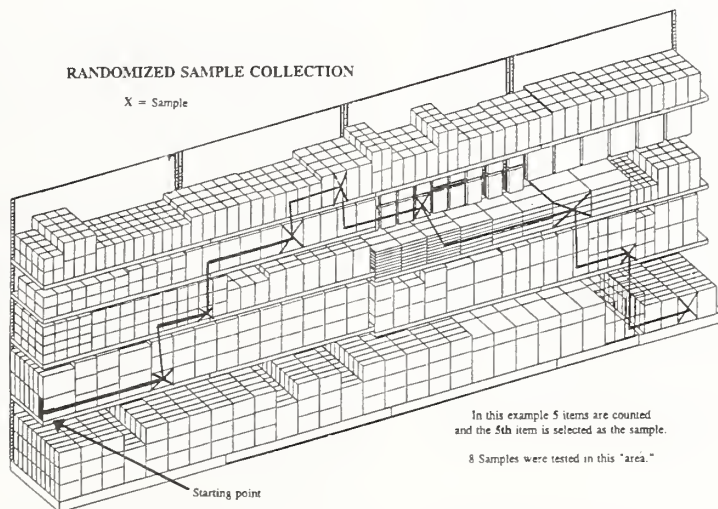 RANDOMIZED SAMPLE COLLECTION
X = Sample
In this example 5 items are counted
and the 5th item is selected as the sample.
8 Samples were tested in this "area."
Starting point